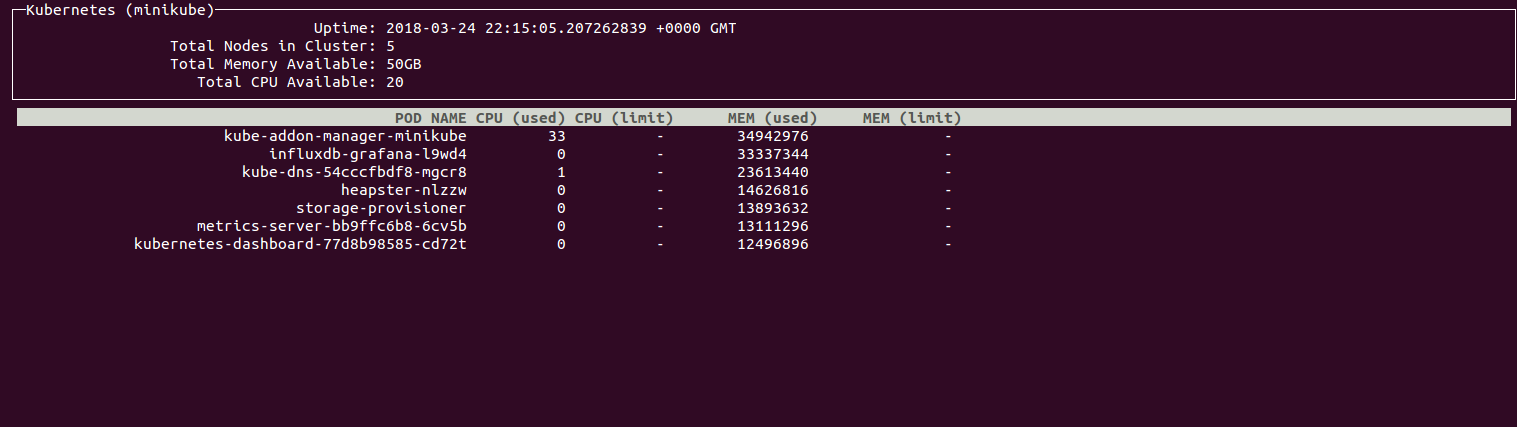 Kubernetes (minikube)
Uptime: 2018-03-24 22:15:05.207262839 +0000 GMT
Total Nodes in Cluster: 5
Total Memory Available: 50GB
Total CPU Available: 20
POD NAME CPU (used) CPU (limit) MEM (used) MEM (limit)
kube-addon-manager-minikube 33 - 34942976 -
influxdb-grafana-l9wd4 0 - 33337344 -
kube-dns-54cccfbdf8-mgcr8 1 - 23613440 -
heapster-nlzzw 0 - 14626816 -
storage-provisioner 0 - 13893632 -
metrics-server-bb9ffc6b8-6cv5b 0 - 13111296 -
kubernetes-dashboard-77d8b98585-cd72t 0 - 12496896 -